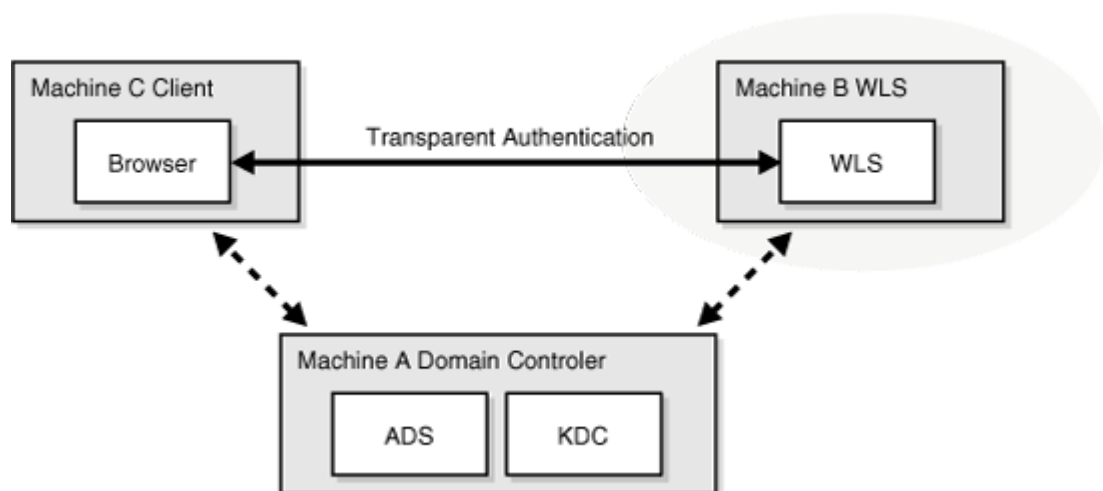 Machine C Client
Browser
Transparent Authentication
Machine B WLS
WLS
Machine A Domain Controler
ADS
KDC